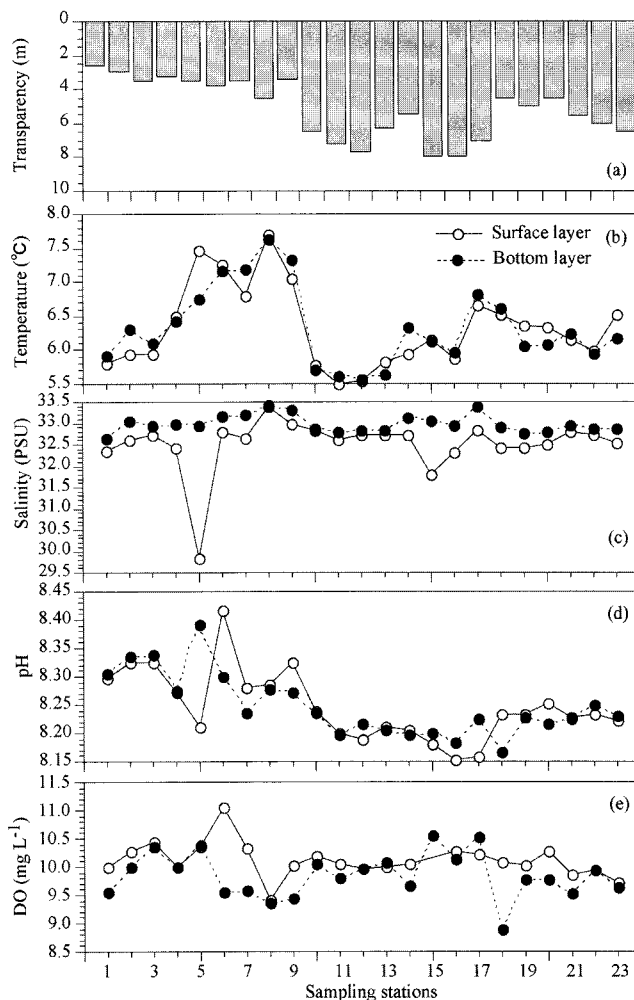 0
2
4
6
8
10
Transparency (m)
(a)
8.0
7.5
7.0
6.5
6.0
5.5
Temperature (°C)
Surface layer
Bottom layer
(b)
33.5
33.0
32.5
32.0
31.5
31.0
30.5
30.0
29.5
Salinity (PSU)
(c)
8.45
8.40
8.35
8.30
8.25
8.20
8.15
pH
(d)
11.5
11.0
10.5
10.0
9.5
9.0
8.5
DO (mg L⁻¹)
(e)
1 3 5 7 9 11 13 15 17 19 21 23
Sampling stations